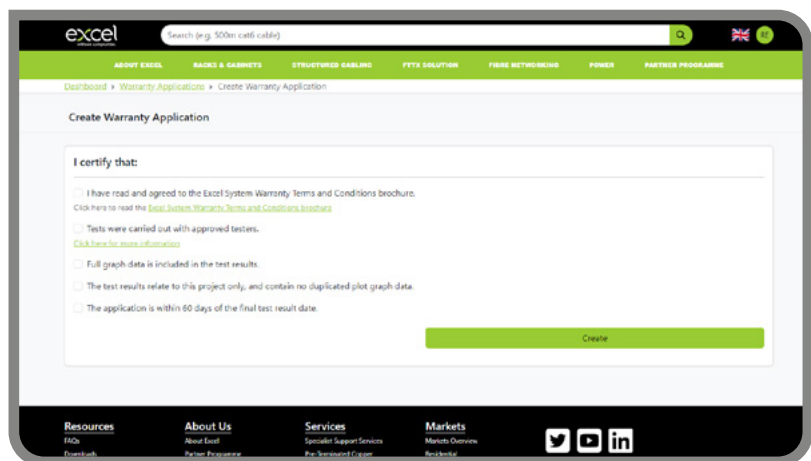 excel
without compromise.
Search (e.g. 500m cat6 cable)
RE
ABOUT EXCEL RACKS & CABINETS STRUCTURED CABLING FTTX SOLUTION FIBRE NETWORKING POWER PARTNER PROGRAMME
Dashboard › Warranty Applications › Create Warranty Application
Create Warranty Application
I certify that:
I have read and agreed to the Excel System Warranty Terms and Conditions brochure.
Click here to read the Excel System Warranty Terms and Conditions brochure
Tests were carried out with approved testers.
Click here for more information
Full graph data is included in the test results.
The test results relate to this project only, and contain no duplicated plot graph data.
The application is within 60 days of the final test result date.
Create
Resources About Us Services Markets
FAQs About Excel Specialist Support Services Markets Overview
Downloads Partner Programme Pre-Terminated Copper Residential
in